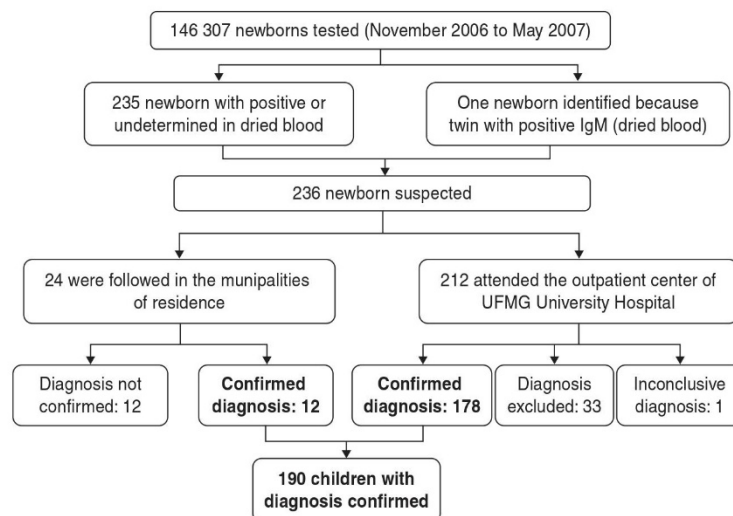 146 307 newborns tested (November 2006 to May 2007)
235 newborn with positive or
undetermined in dried blood
One newborn identified because
twin with positive IgM (dried blood)
236 newborn suspected
24 were followed in the munipalities
of residence
212 attended the outpatient center of
UFMG University Hospital
Diagnosis not
confirmed: 12
Confirmed
diagnosis: 12
Confirmed
diagnosis: 178
Diagnosis
excluded: 33
Inconclusive
diagnosis: 1
190 children with
diagnosis confirmed